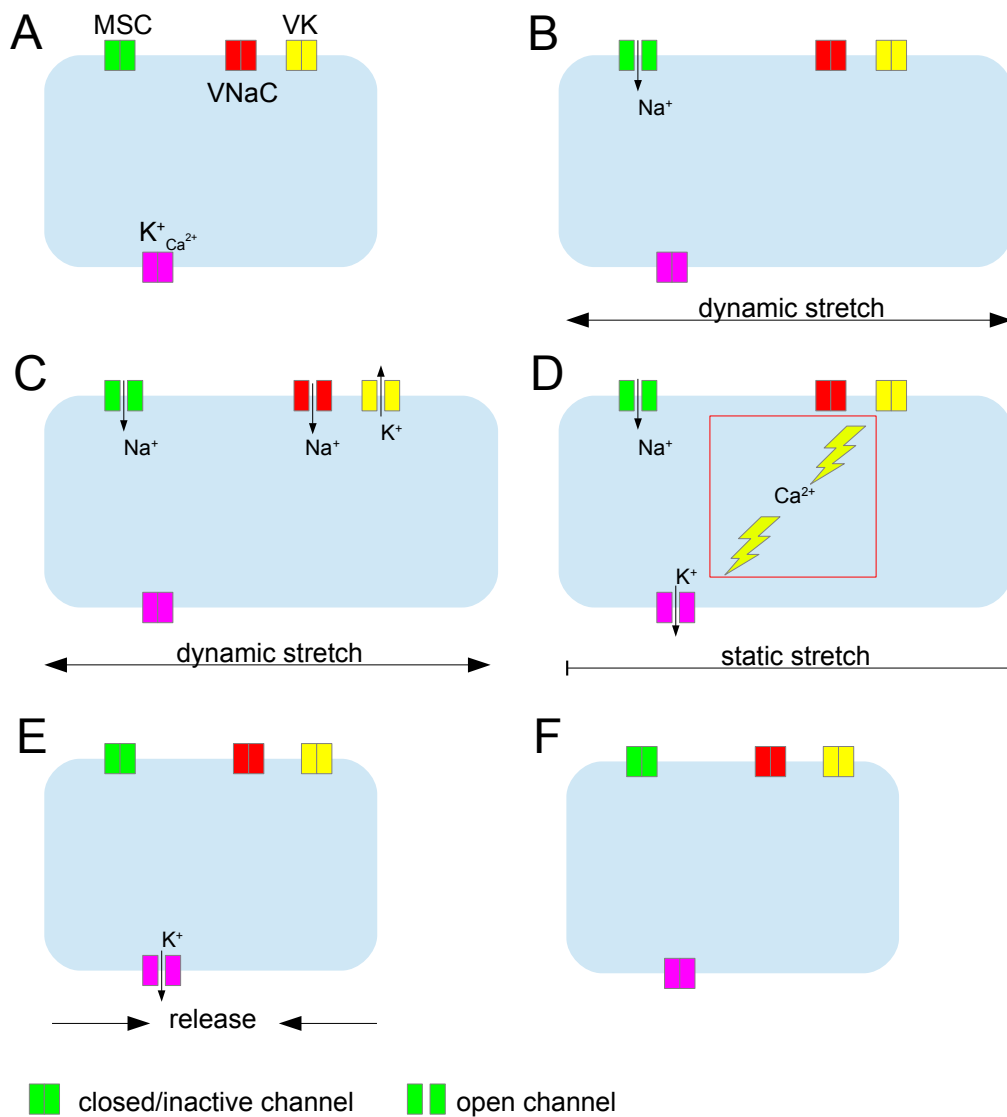 A
MSC
VK
VNaC
K⁺Ca²⁺
B
Na⁺
dynamic stretch
C
Na⁺
Na⁺
K⁺
dynamic stretch
D
Na⁺
Ca²⁺
K⁺
static stretch
E
K⁺
release
F
closed/inactive channel
open channel